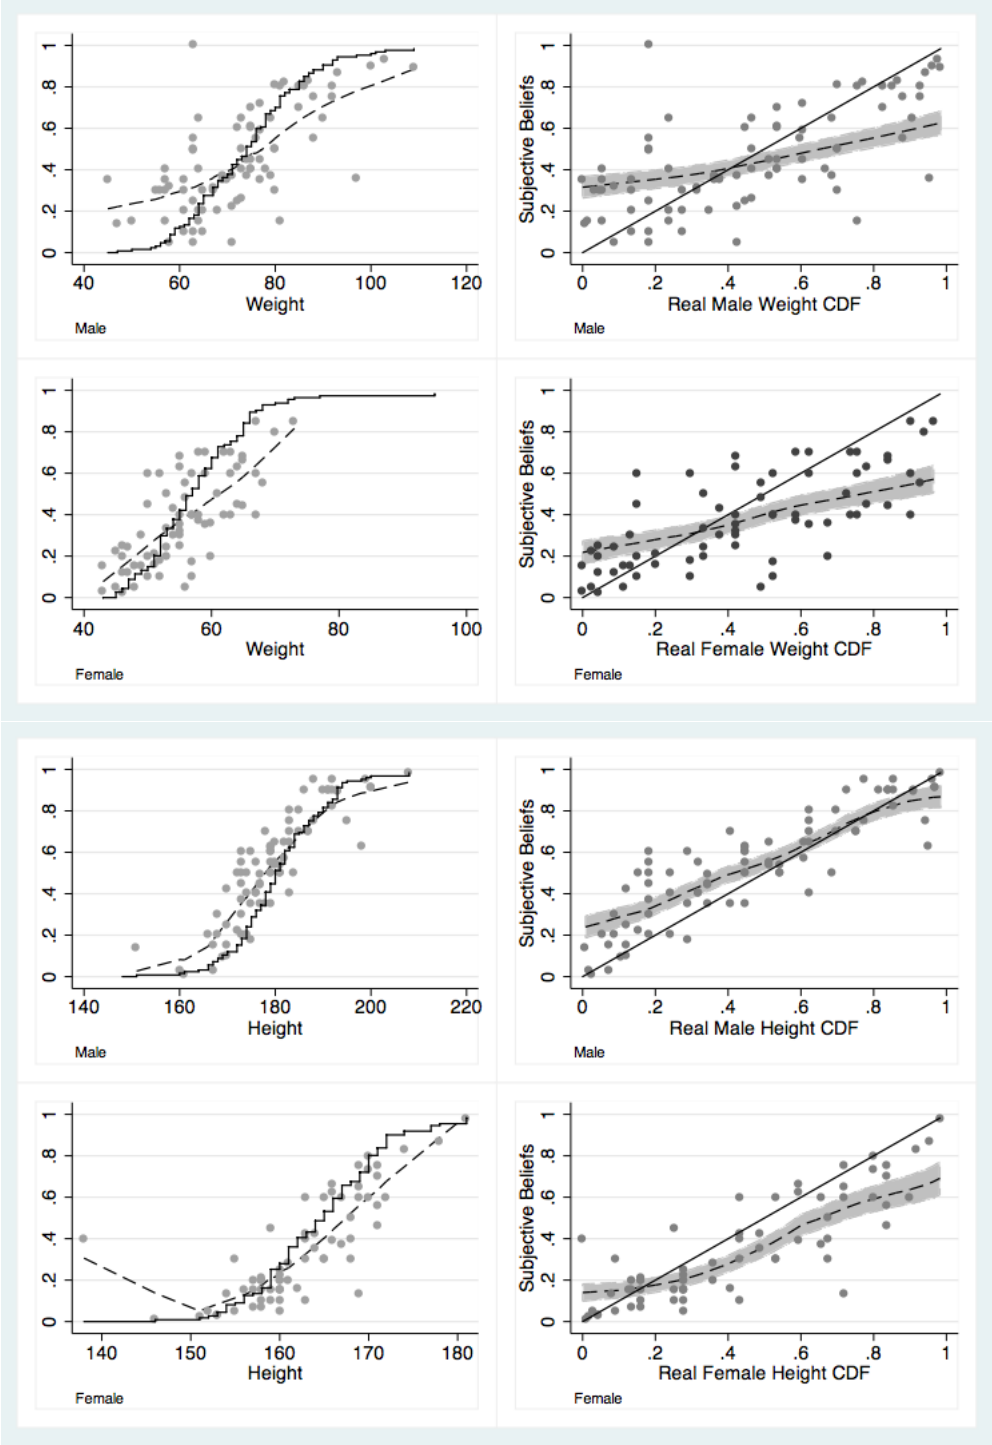 0 .2 .4 .6 .8 1
40 60 80 100 120
Weight
Male
Subjective Beliefs
0 .2 .4 .6 .8 1
0 .2 .4 .6 .8 1
Real Male Weight CDF
Male
0 .2 .4 .6 .8 1
40 60 80 100
Weight
Female
Subjective Beliefs
0 .2 .4 .6 .8 1
0 .2 .4 .6 .8 1
Real Female Weight CDF
Female
0 .2 .4 .6 .8 1
140 160 180 200 220
Height
Male
Subjective Beliefs
0 .2 .4 .6 .8 1
0 .2 .4 .6 .8 1
Real Male Height CDF
Male
0 .2 .4 .6 .8 1
140 150 160 170 180
Height
Female
Subjective Beliefs
0 .2 .4 .6 .8 1
0 .2 .4 .6 .8 1
Real Female Height CDF
Female